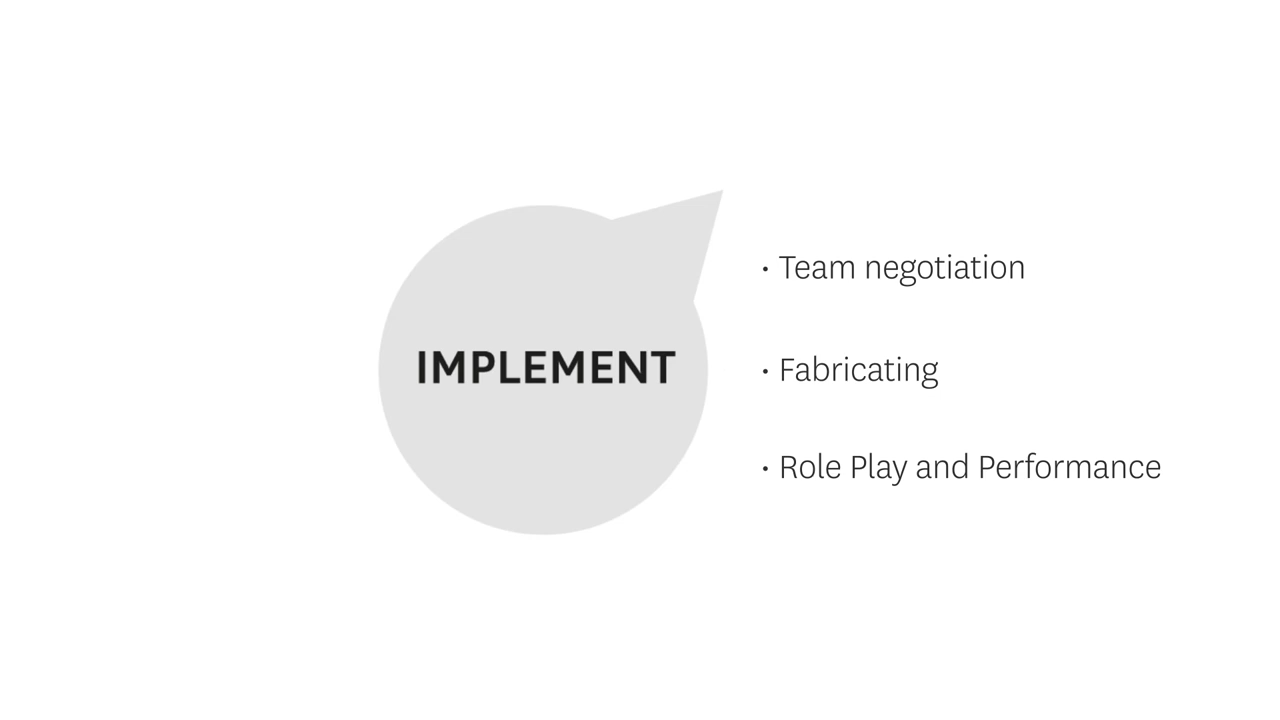 IMPLEMENT
• Team negotiation
• Fabricating
• Role Play and Performance